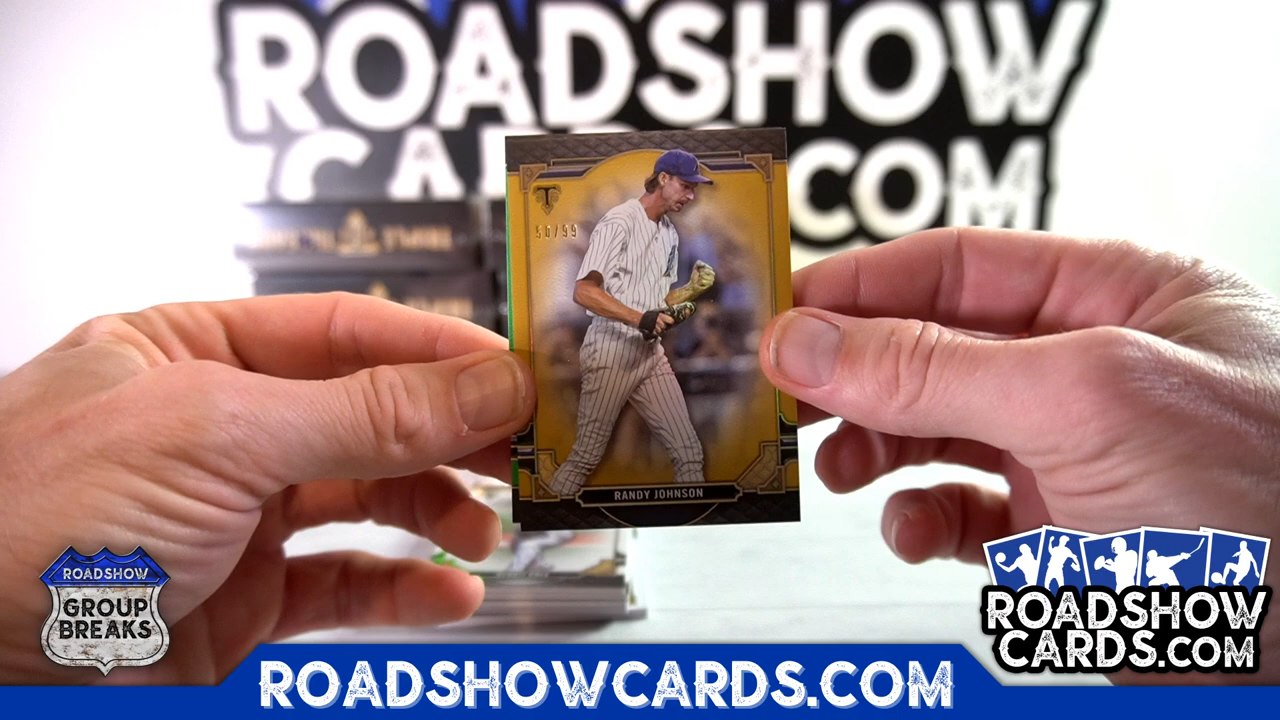 ROADSHOW
CARDS.COM
50/99
RANDY JOHNSON
ROADSHOW
GROUP
BREAKS
ROADSHOW
CARDS.COM
ROADSHOWCARDS.COM